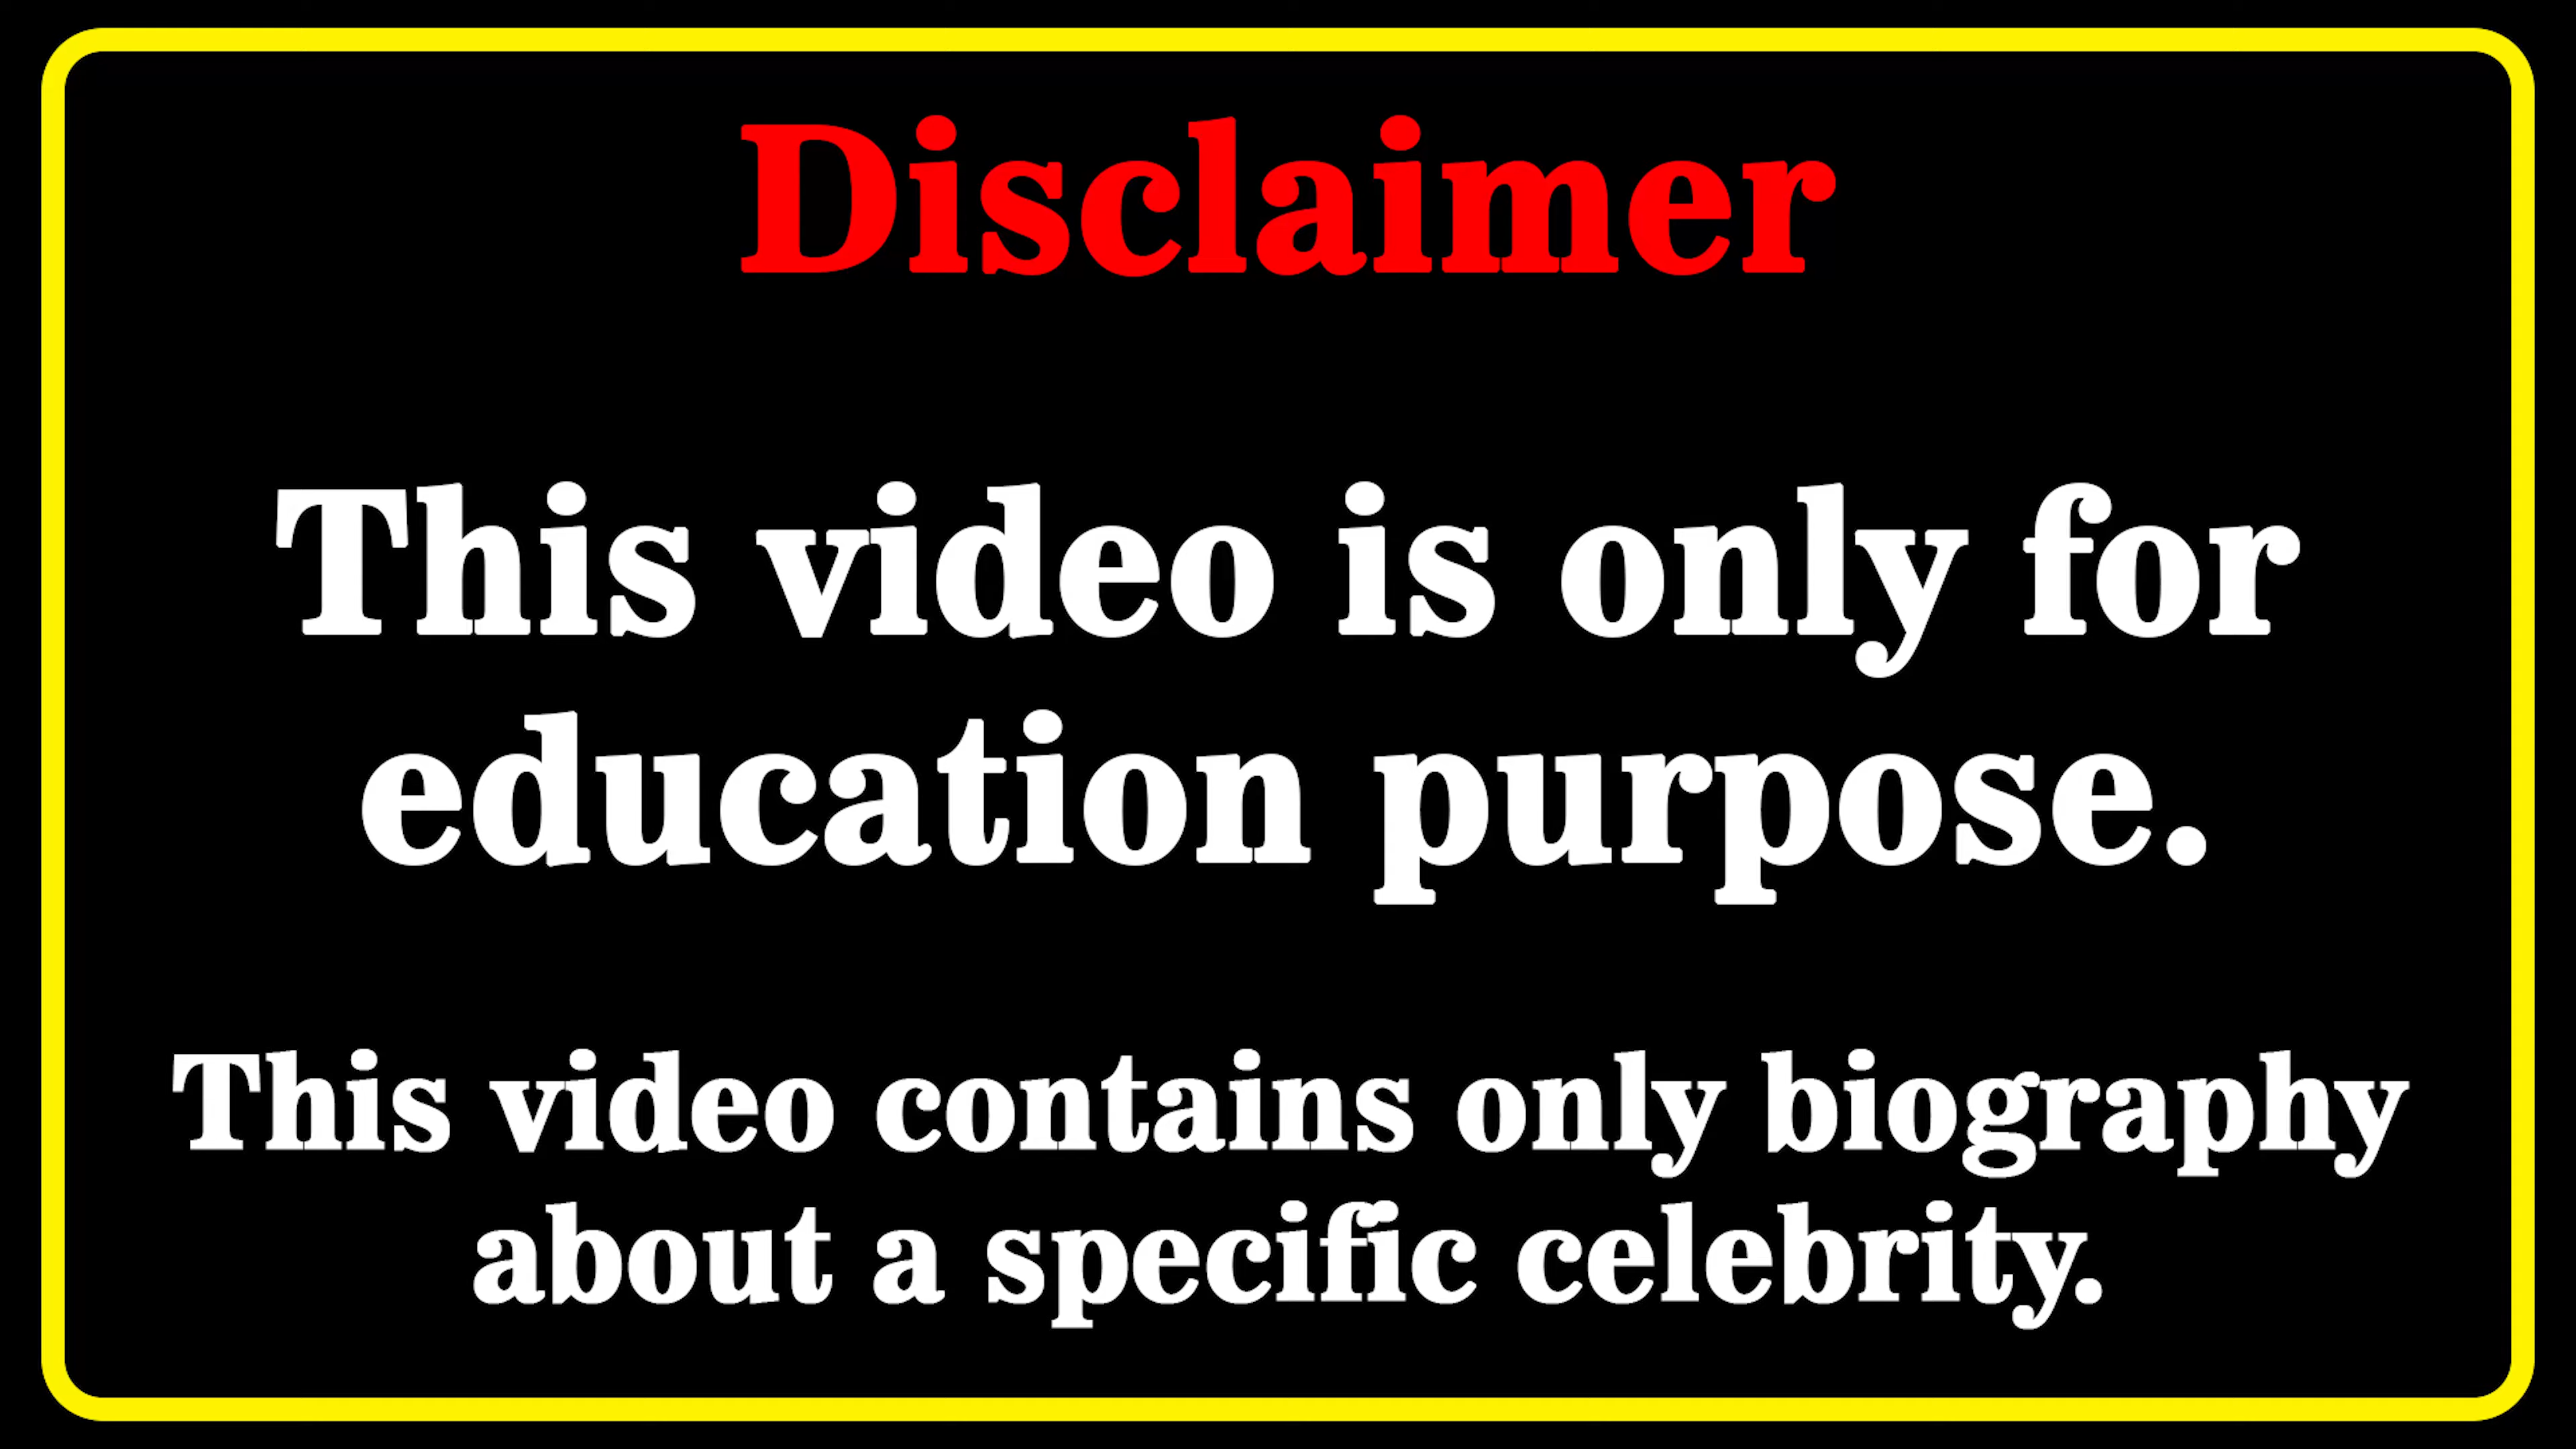 Disclaimer
This video is only for
education purpose.
This video contains only biography
about a specific celebrity.